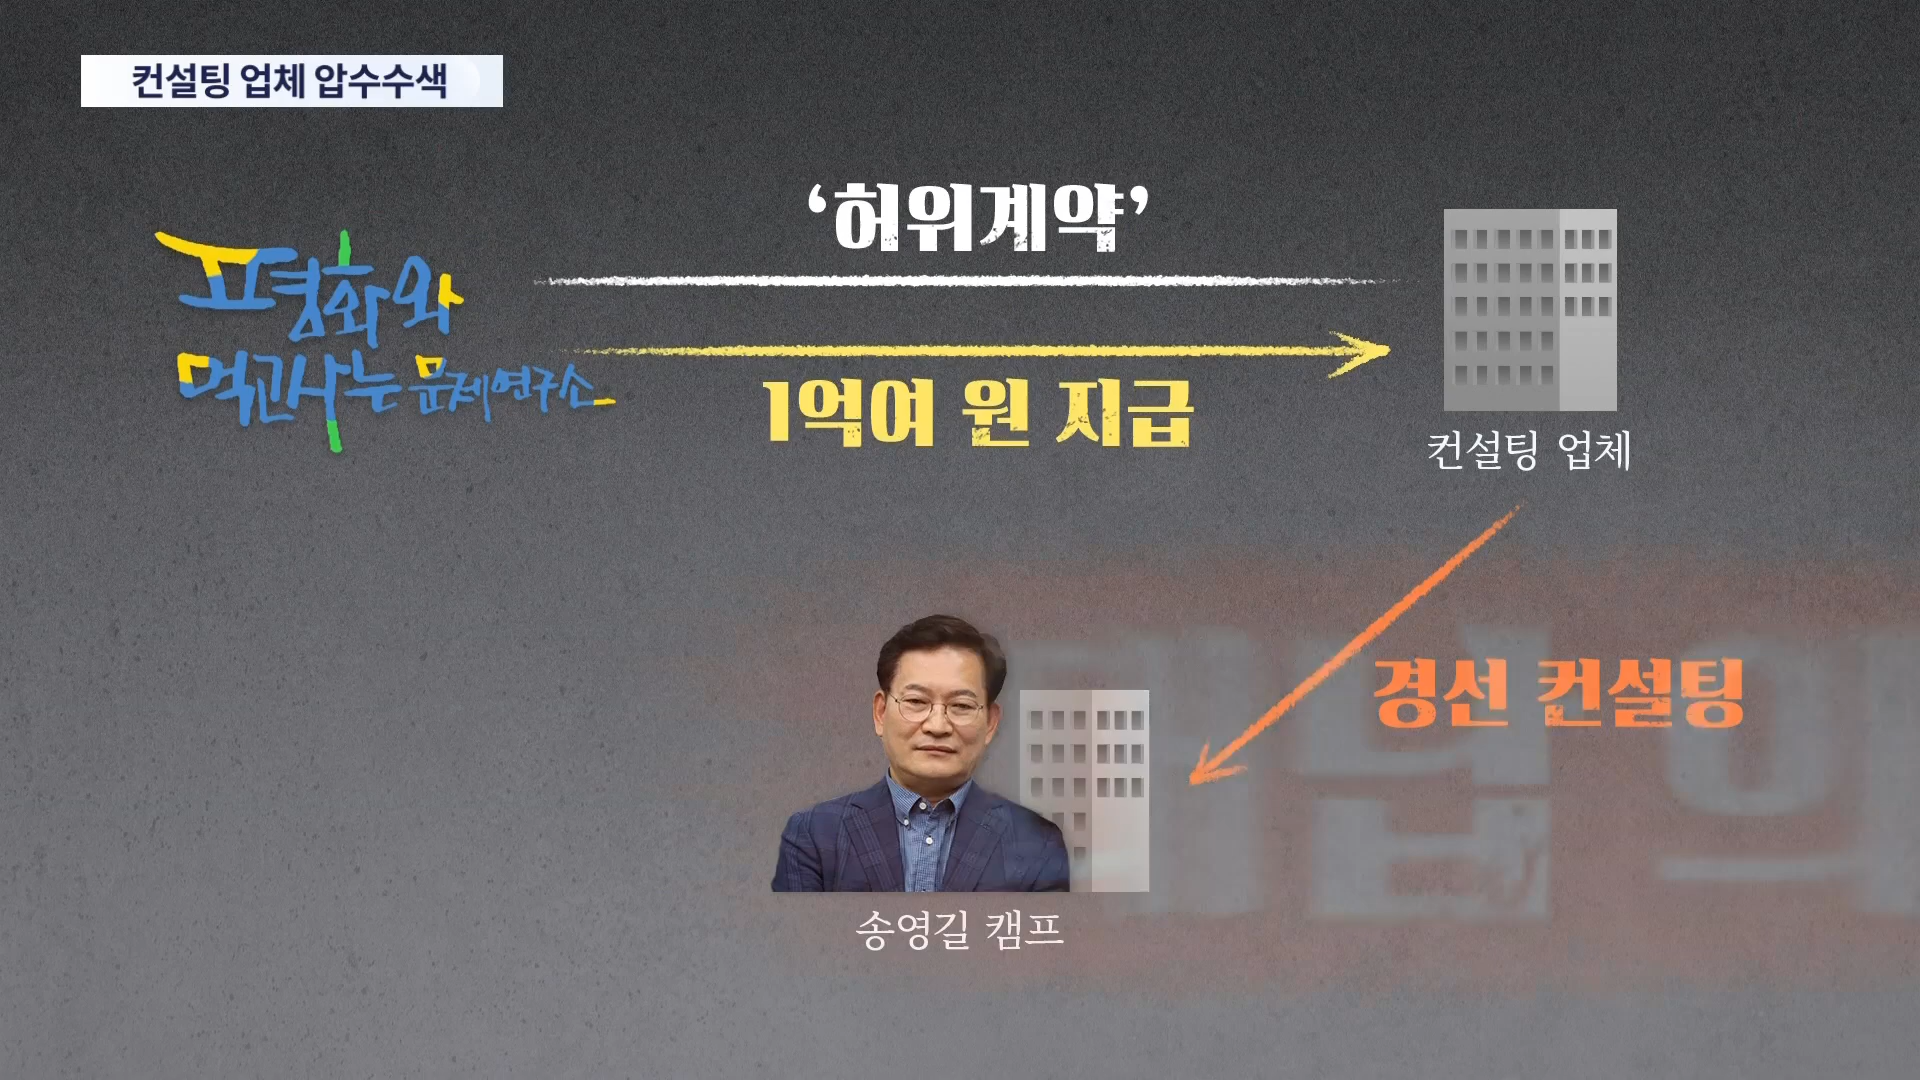 컨설팅 업체 압수수색
‘허위계약’
평화와
먹고사는 문제연구소
1억여 원 지급
컨설팅 업체
경선 컨설팅
송영길 캠프